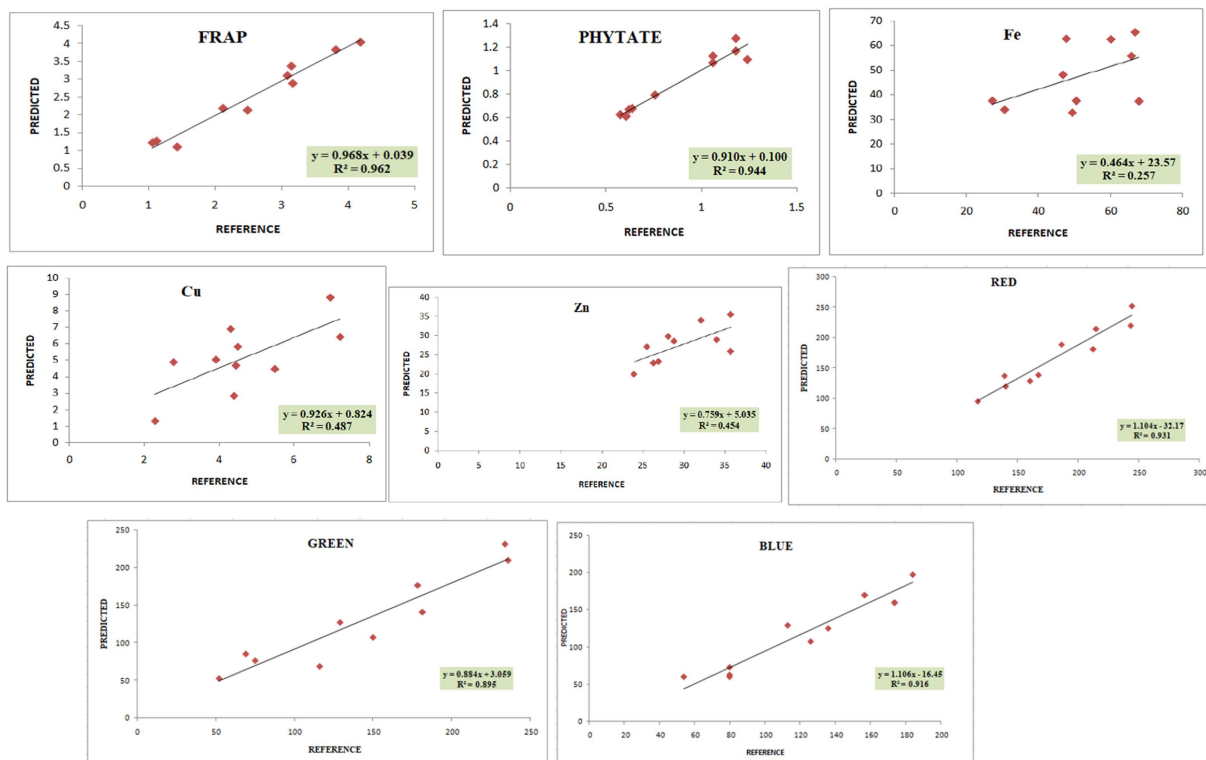 FRAP
4.5
4
3.5
3
2.5
2
1.5
1
0.5
0
PREDICTED
y = 0.968x + 0.039
R² = 0.962
0 1 2 3 4 5
REFERENCE
PHYTATE
1.4
1.2
1
0.8
0.6
0.4
0.2
0
PREDICTED
y = 0.910x + 0.100
R² = 0.944
0 0.5 1 1.5
REFERENCE
Fe
70
60
50
40
30
20
10
0
PREDICTED
y = 0.464x + 23.57
R² = 0.257
0 20 40 60 80
REFERENCE
Cu
10
9
8
7
6
5
4
3
2
1
0
PREDICTED
y = 0.926x + 0.824
R² = 0.487
0 2 4 6 8
REFERENCE
Zn
40
35
30
25
20
15
10
5
0
PREDICTED
y = 0.759x + 5.035
R² = 0.454
0 5 10 15 20 25 30 35 40
REFERENCE
RED
300
250
200
150
100
50
0
PREDICTED
y = 1.104x - 32.17
R² = 0.931
0 50 100 150 200 250 300
REFERENCE
GREEN
250
200
150
100
50
0
PREDICTED
y = 0.884x + 3.059
R² = 0.895
0 50 100 150 200 250
REFERENCE
BLUE
250
200
150
100
50
0
PREDICTED
y = 1.106x - 16.45
R² = 0.916
0 20 40 60 80 100 120 140 160 180 200
REFERENCE